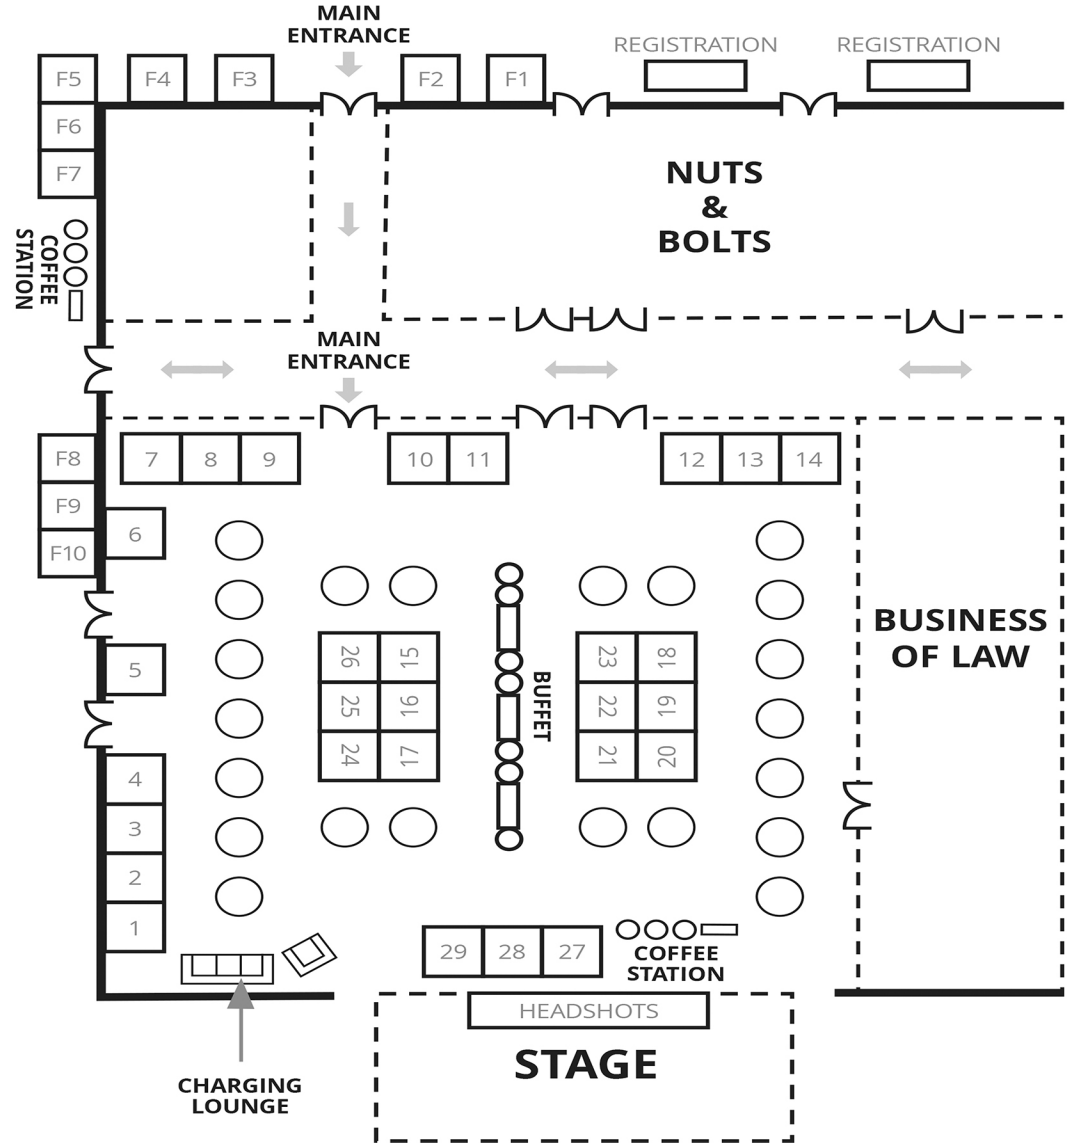 MAIN
ENTRANCE
REGISTRATION
REGISTRATION
F5
F4
F3
F2
F1
F6
F7
NUTS
&
BOLTS
COFFEE
STATION
MAIN
ENTRANCE
F8
F9
F10
7
8
9
10
11
12
13
14
6
5
4
3
2
1
26
15
25
16
24
17
BUFFET
23
18
22
19
21
20
BUSINESS
OF LAW
29
28
27
COFFEE
STATION
HEADSHOTS
STAGE
CHARGING
LOUNGE